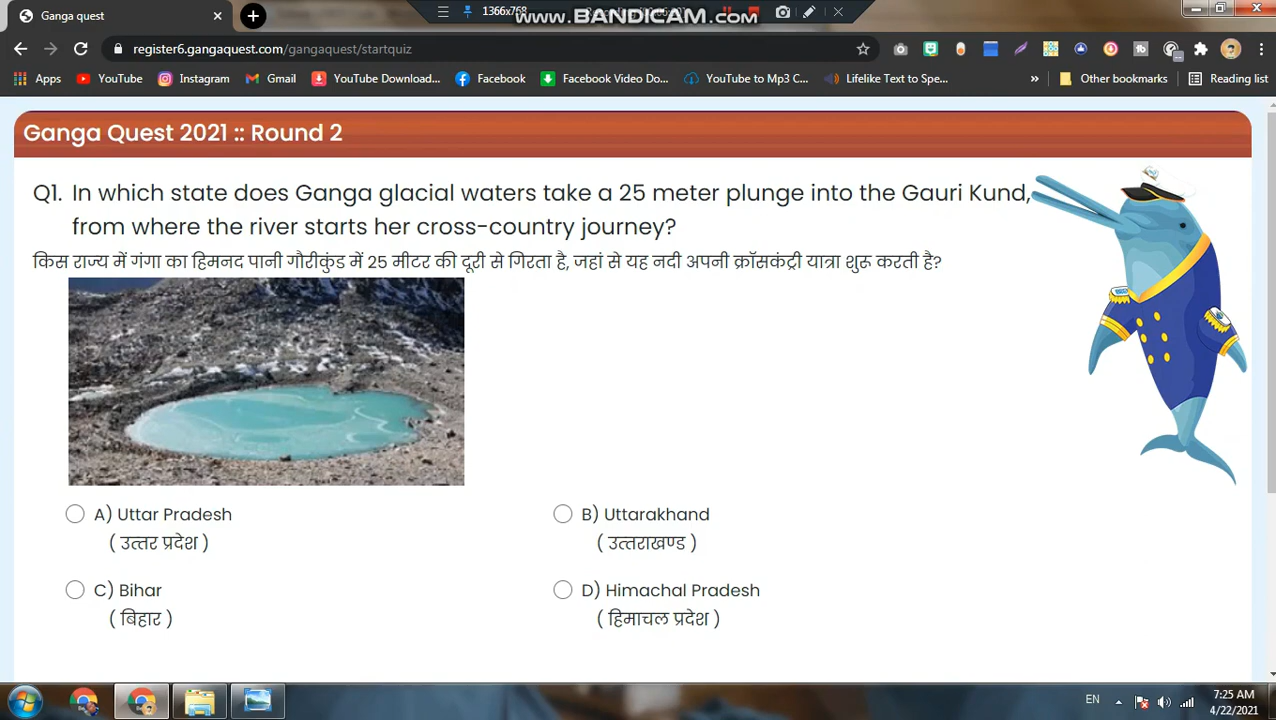 Ganga quest
1366x768
www.BANDICAM.com
register6.gangaquest.com/gangaquest/startquiz
Apps YouTube Instagram Gmail YouTube Download... Facebook Facebook Video Do... YouTube to Mp3 C... Lifelike Text to Spe... » Other bookmarks Reading list
Ganga Quest 2021 :: Round 2
Q1. In which state does Ganga glacial waters take a 25 meter plunge into the Gauri Kund,
from where the river starts her cross-country journey?
किस राज्य में गंगा का हिमनद पानी गौरीकुंड में 25 मीटर की दूरी से गिरता है, जहां से यह नदी अपनी क्रॉसकंट्री यात्रा शुरू करती है?
A) Uttar Pradesh
( उत्तर प्रदेश )
B) Uttarakhand
( उत्तराखण्ड )
C) Bihar
( बिहार )
D) Himachal Pradesh
( हिमाचल प्रदेश )
EN
7:25 AM
4/22/2021